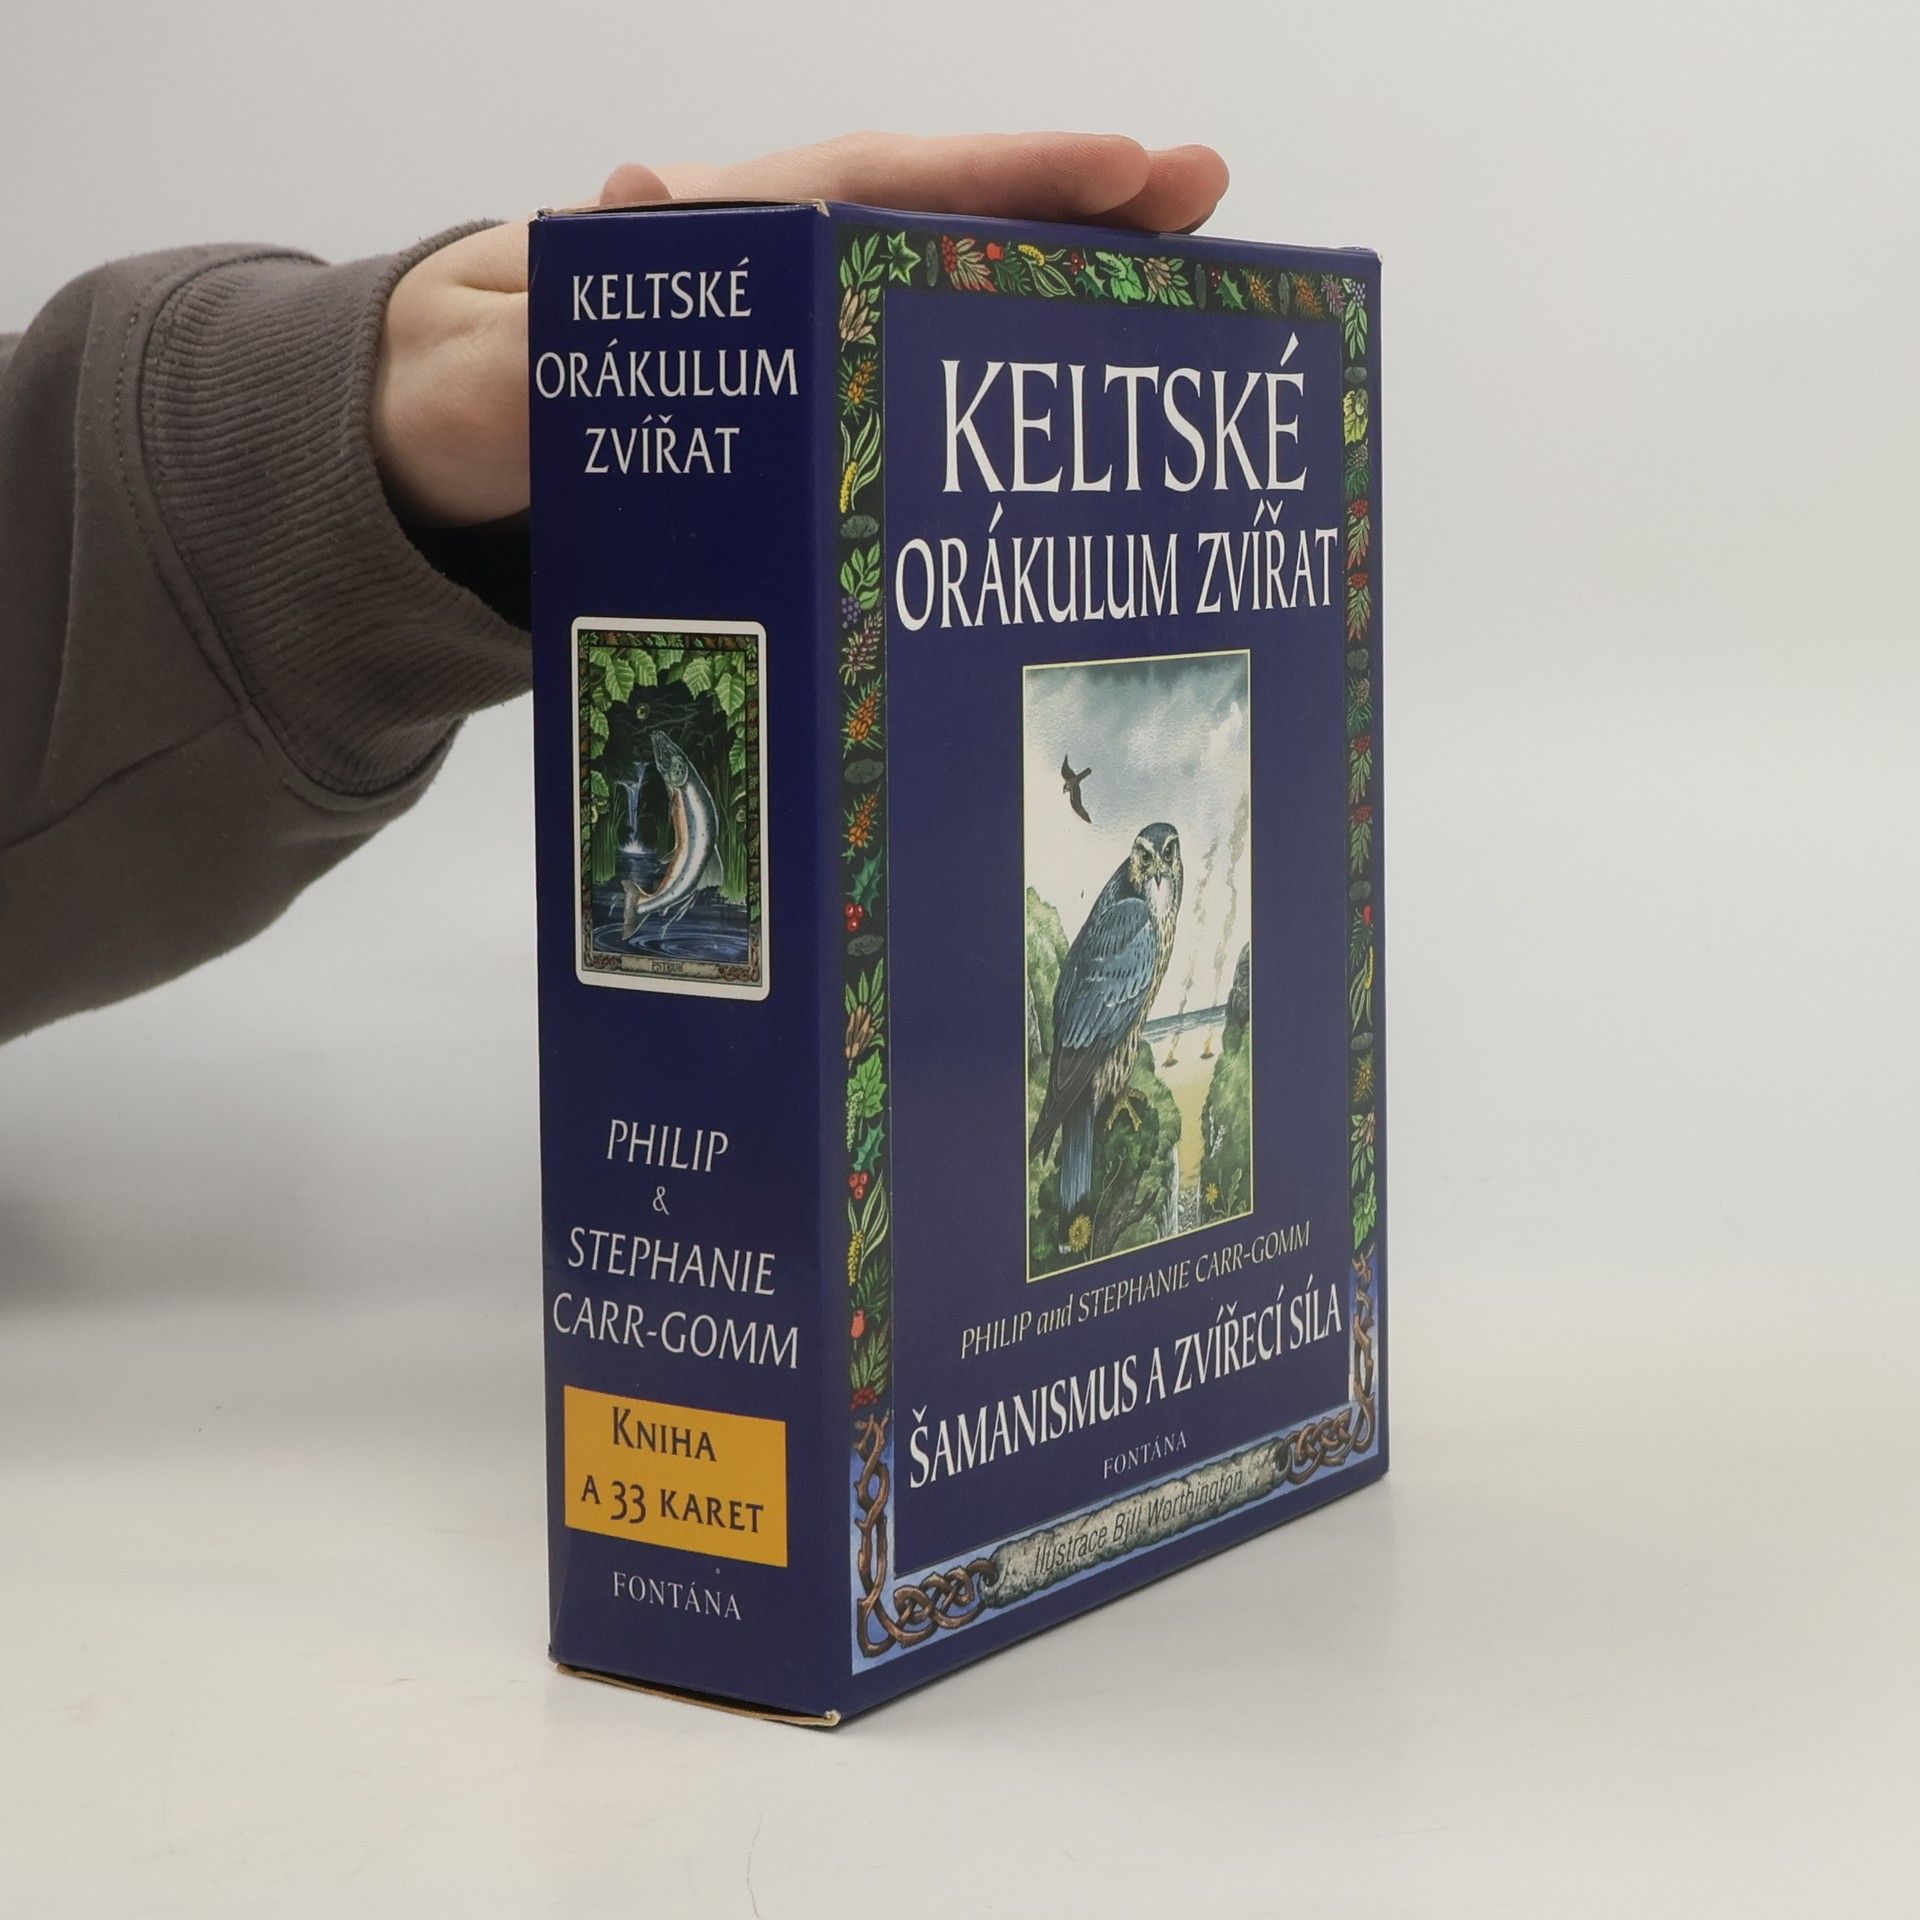 KELTSKÉ
ORÁKULUM
ZVÍŘAT
PSTRUH
PHILIP
&
STEPHANIE
CARR-GOMM
KNIHA
A 33 KARET
FONTÁNA
KELTSKÉ
ORÁKULUM ZVÍŘAT
PHILIP and STEPHANIE CARR-GOMM
ŠAMANISMUS A ZVÍŘECÍ SÍLA
FONTÁNA
Ilustrace Bill Worthington